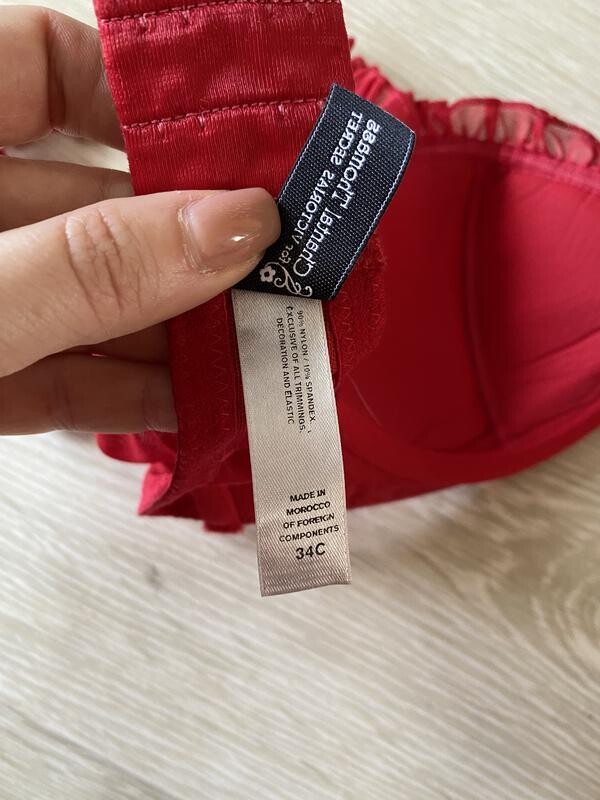 Chantal Thomass
for VICTORIA'S SECRET
90% NYLON / 10% SPANDEX.
EXCLUSIVE OF ALL TRIMMINGS,
DECORATION AND ELASTIC
MADE IN
MOROCCO
OF FOREIGN
COMPONENTS
34C